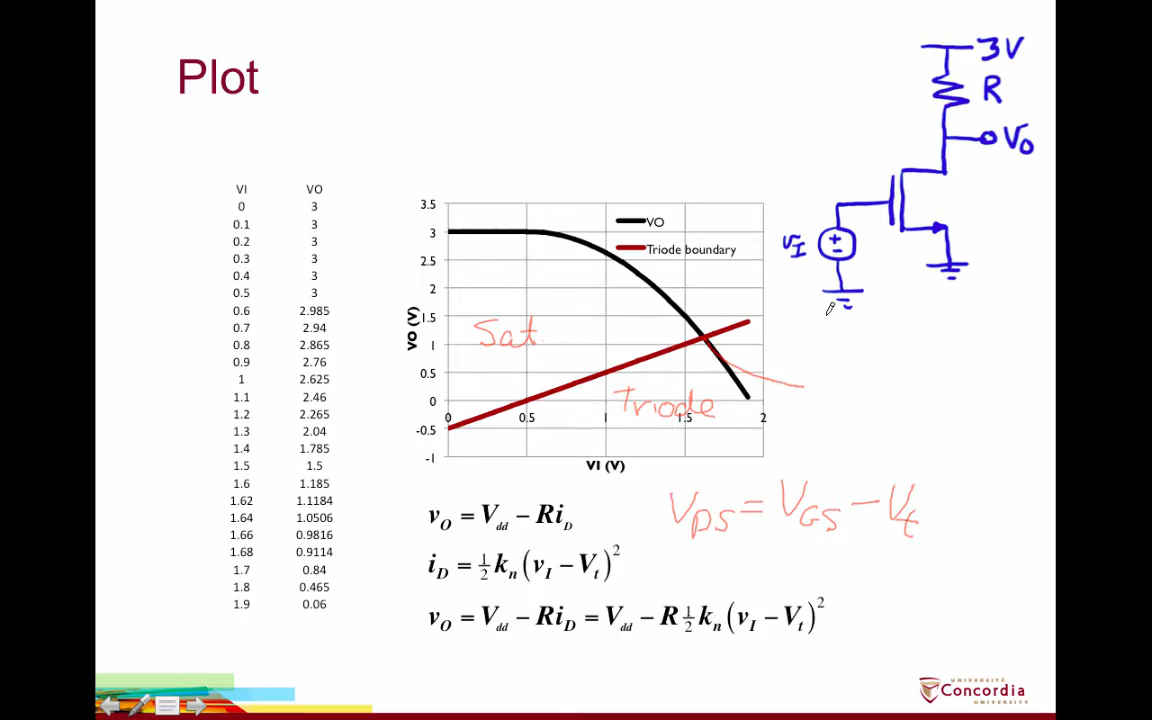 Plot
3V
R
VO
VI
VI VO
0 3
0.1 3
0.2 3
0.3 3
0.4 3
0.5 3
0.6 2.985
0.7 2.94
0.8 2.865
0.9 2.76
1 2.625
1.1 2.46
1.2 2.265
1.3 2.04
1.4 1.785
1.5 1.5
1.6 1.185
1.62 1.1184
1.64 1.0506
1.66 0.9816
1.68 0.9114
1.7 0.84
1.8 0.465
1.9 0.06
3.5
3
2.5
2
1.5
1
0.5
0
-0.5
-1
VO (V)
VO
Triode boundary
Sat.
Triode
0 0.5 1 1.5 2
VI (V)
VDS = VGS - Vt
vO = Vdd − RiD
iD = ½ kn (vI − Vt)²
vO = Vdd − RiD = Vdd − R ½ kn (vI − Vt)²
UNIVERSITÉ
Concordia
UNIVERSITY